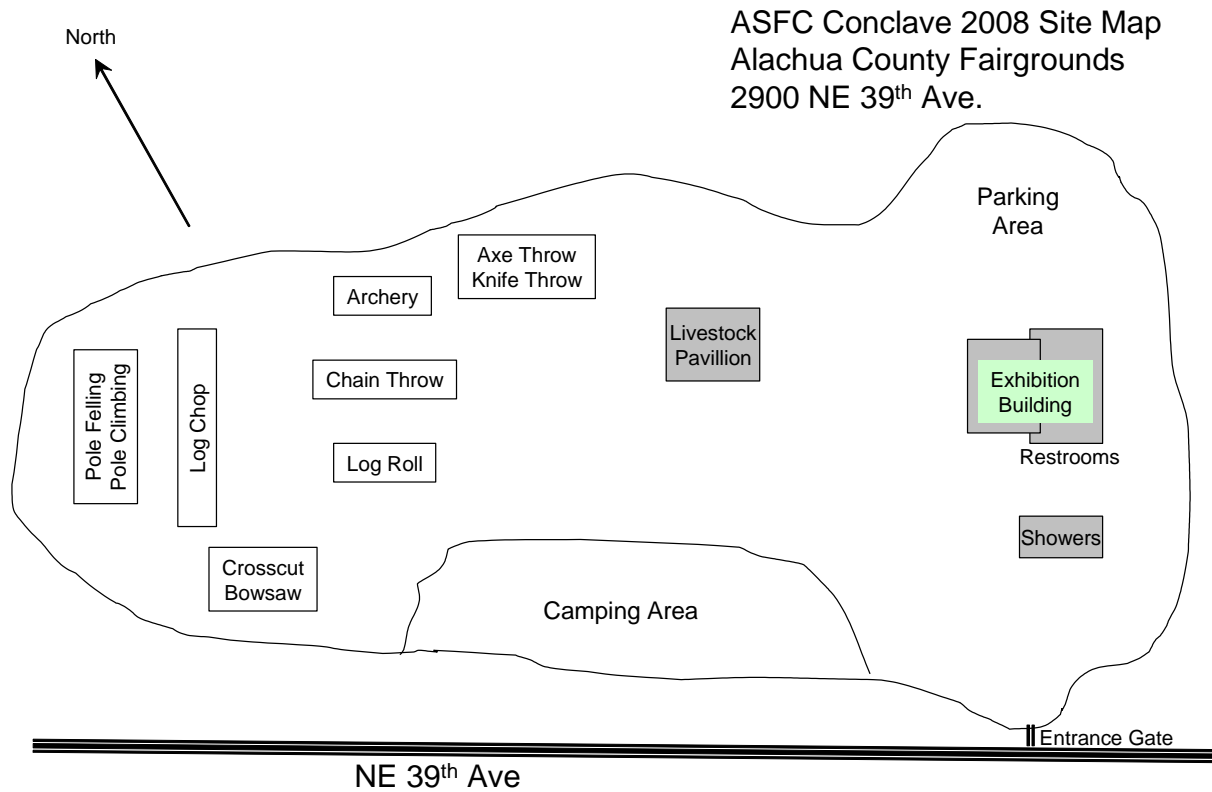 ASFC Conclave 2008 Site Map
Alachua County Fairgrounds
2900 NE 39th Ave.
North
Parking
Area
Axe Throw
Knife Throw
Archery
Livestock
Pavillion
Chain Throw
Exhibition
Building
Pole Felling
Pole Climbing
Log Chop
Log Roll
Restrooms
Showers
Crosscut
Bowsaw
Camping Area
Entrance Gate
NE 39th Ave